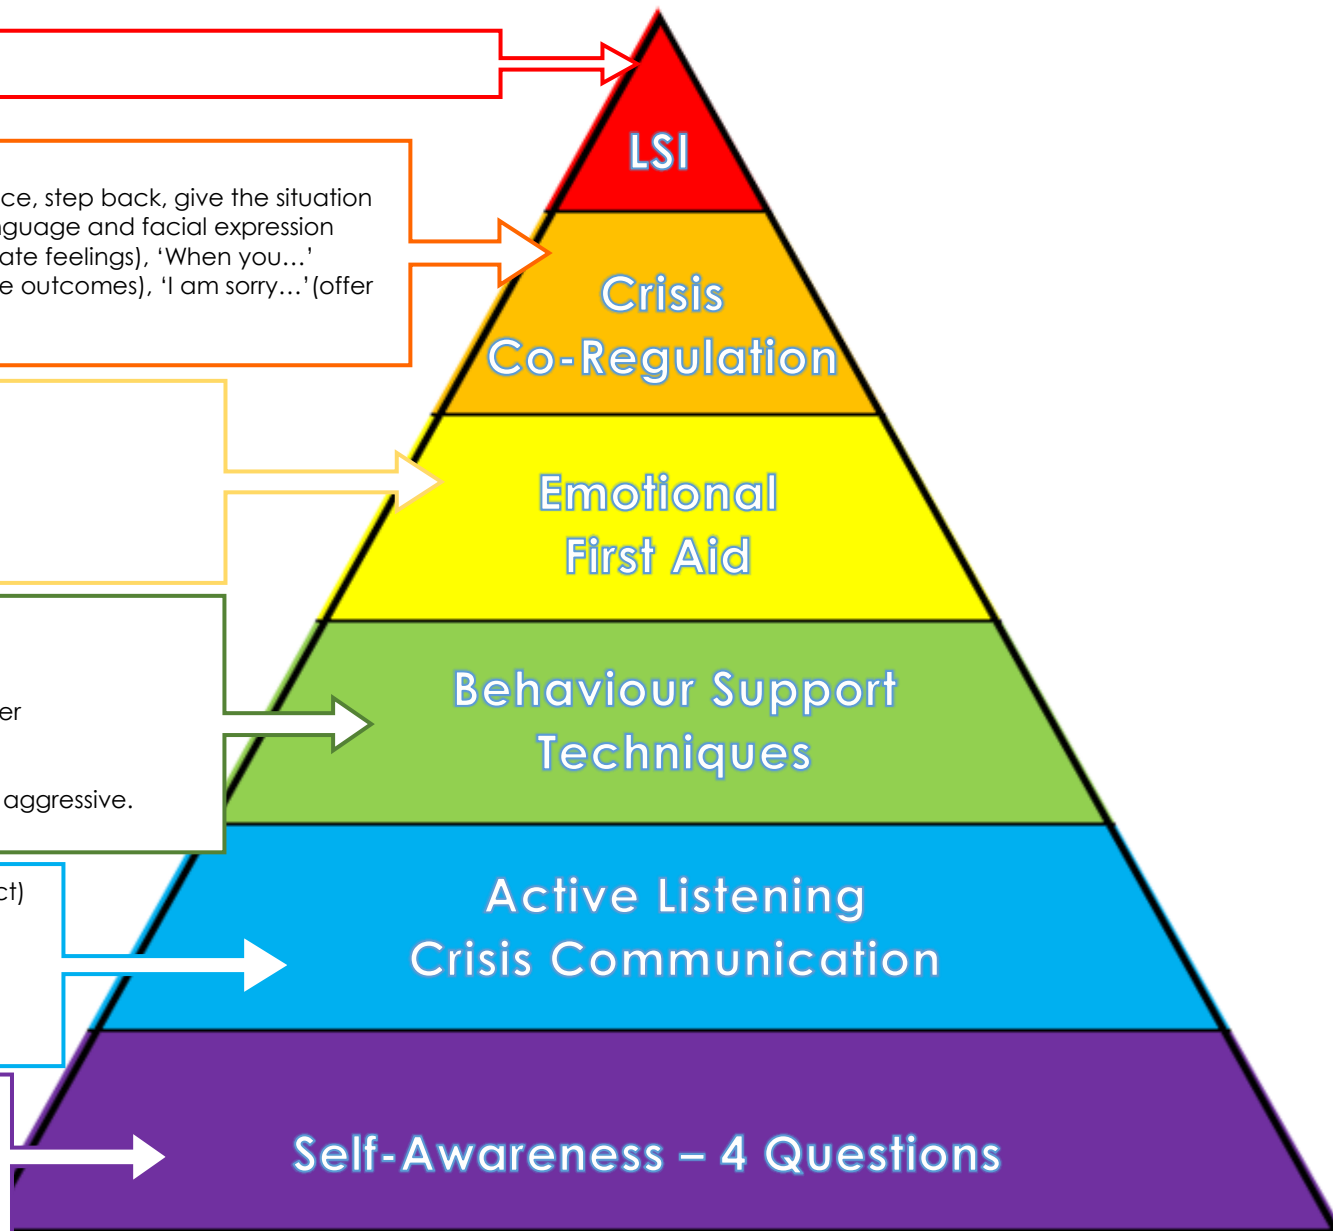 LSI
ce, step back, give the situation
guage and facial expression
ate feelings), ‘When you…’
e outcomes), ‘I am sorry…’(offer
Crisis
Co-Regulation
Emotional
First Aid
er
aggressive.
Behaviour Support
Techniques
ct)
Active Listening
Crisis Communication
Self-Awareness – 4 Questions